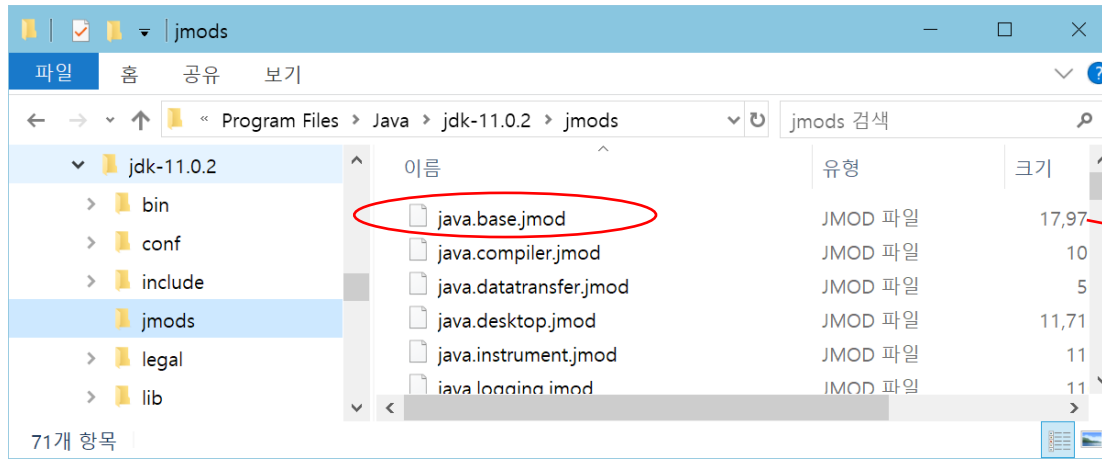 jmods
파일 홈 공유 보기
« Program Files > Java > jdk-11.0.2 > jmods
jmods 검색
jdk-11.0.2
bin
conf
include
jmods
legal
lib
이름 유형 크기
java.base.jmod JMOD 파일 17,97
java.compiler.jmod JMOD 파일 10
java.datatransfer.jmod JMOD 파일 5
java.desktop.jmod JMOD 파일 11,71
java.instrument.jmod JMOD 파일 11
java.logging.jmod JMOD 파일 11
71개 항목